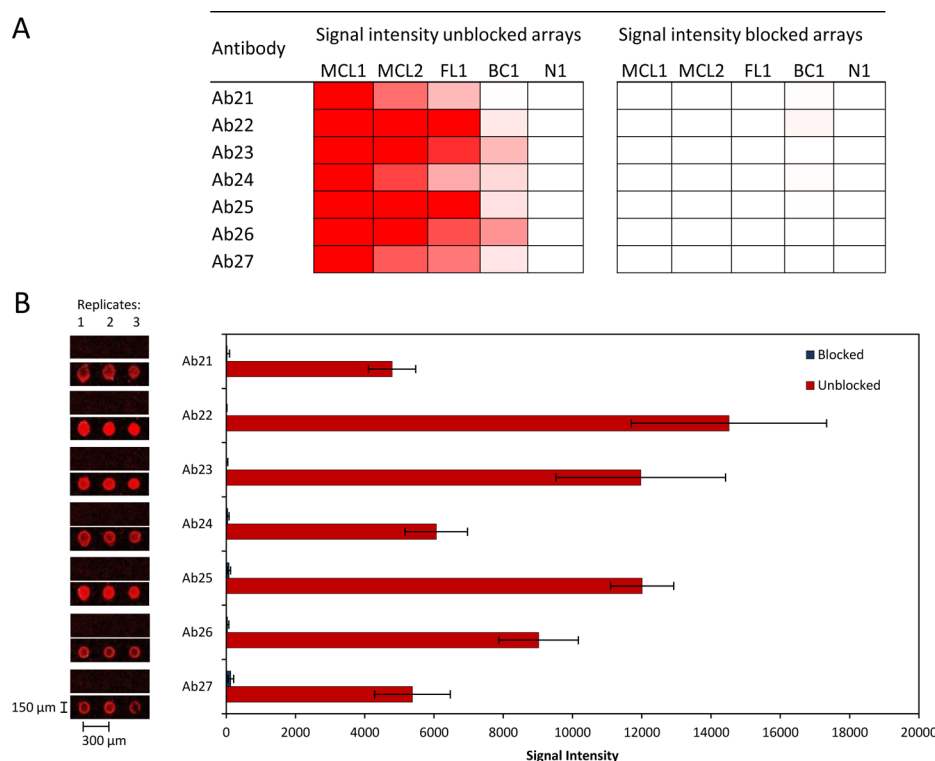 A
Antibody
Signal intensity unblocked arrays
Signal intensity blocked arrays
MCL1 MCL2 FL1 BC1 N1 MCL1 MCL2 FL1 BC1 N1
Ab21
Ab22
Ab23
Ab24
Ab25
Ab26
Ab27
B
Replicates:
1 2 3
Ab21
Ab22
Ab23
Ab24
Ab25
Ab26
Ab27
Blocked
Unblocked
150 µm
300 µm
0 2000 4000 6000 8000 10000 12000 14000 16000 18000 20000
Signal Intensity